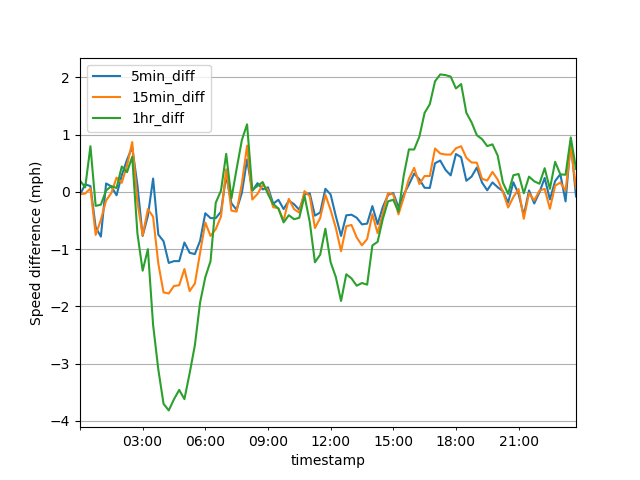 5min_diff
15min_diff
1hr_diff
Speed difference (mph)
2
1
0
−1
−2
−3
−4
03:00 06:00 09:00 12:00 15:00 18:00 21:00
timestamp